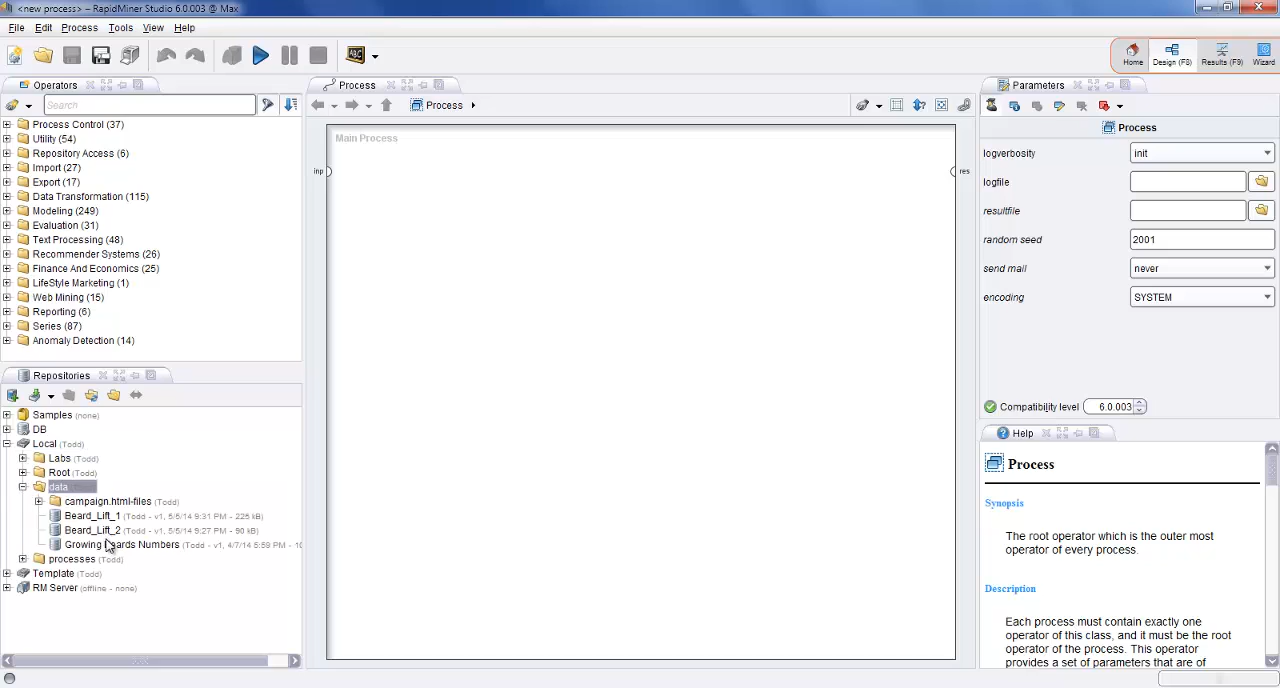 <new process> – RapidMiner Studio 6.0.003 @ Max
File Edit Process Tools View Help
ABC
Home Design (F8) Results (F9) Wizard
Operators
Search
Process Control (37)
Utility (54)
Repository Access (6)
Import (27)
Export (17)
Data Transformation (115)
Modeling (249)
Evaluation (31)
Text Processing (48)
Recommender Systems (26)
Finance And Economics (25)
LifeStyle Marketing (1)
Web Mining (15)
Reporting (6)
Series (87)
Anomaly Detection (14)
Repositories
Samples (none)
DB
Local (Todd)
Labs (Todd)
Root (Todd)
data
campaign.html-files (Todd)
Beard_Lift_1 (Todd - v1, 5/5/14 9:31 PM - 225 kB)
Beard_Lift_2 (Todd - v1, 5/5/14 9:27 PM - 90 kB)
Growing Beards Numbers (Todd - v1, 4/7/14 5:59 PM - 10
processes (Todd)
Template (Todd)
RM Server (offline - none)
Process
Process
Main Process
inp
res
Parameters
Process
logverbosity init
logfile
resultfile
random seed 2001
send mail never
encoding SYSTEM
Compatibility level 6.0.003
Help
Process
Synopsis
The root operator which is the outer most
operator of every process.
Description
Each process must contain exactly one
operator of this class, and it must be the root
operator of the process. This operator
provides a set of parameters that are of